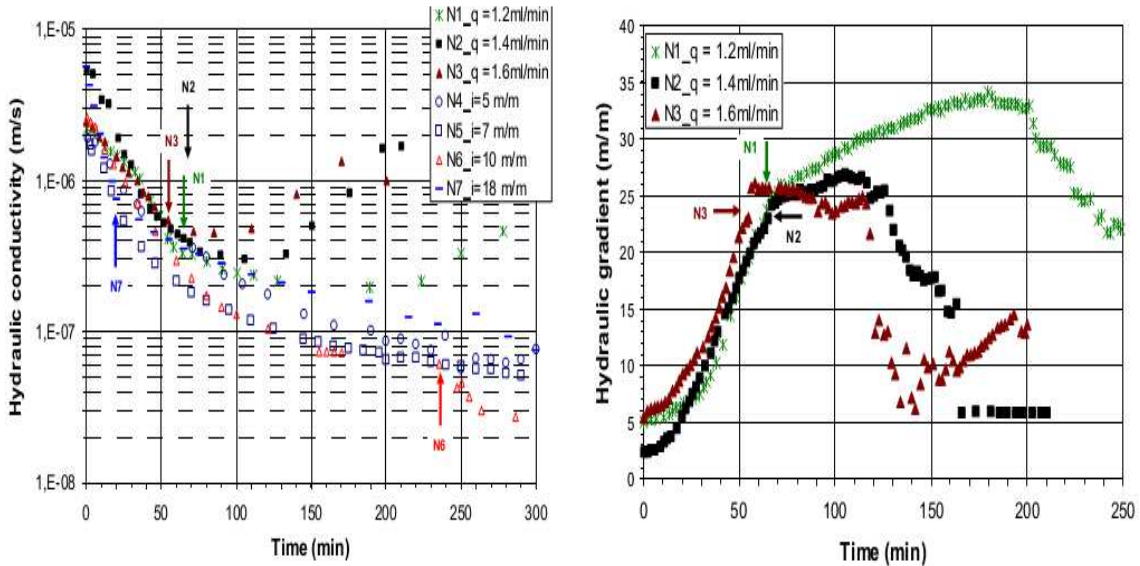 1,E-05
1,E-06
1,E-07
1,E-08
Hydraulic conductivity (m/s)
N1_q = 1.2ml/min
N2_q = 1.4ml/min
N3_q = 1.6ml/min
N4_i=5 m/m
N5_i=7 m/m
N6_i=10 m/m
N7_i= 18 m/m
N2
N3
N1
N7
N6
0 50 100 150 200 250 300
Time (min)
40
35
30
25
20
15
10
5
0
Hydraulic gradient (m/m)
N1_q = 1.2ml/min
N2_q = 1.4ml/min
N3_q = 1.6ml/min
N1
N3
N2
0 50 100 150 200 250
Time (min)